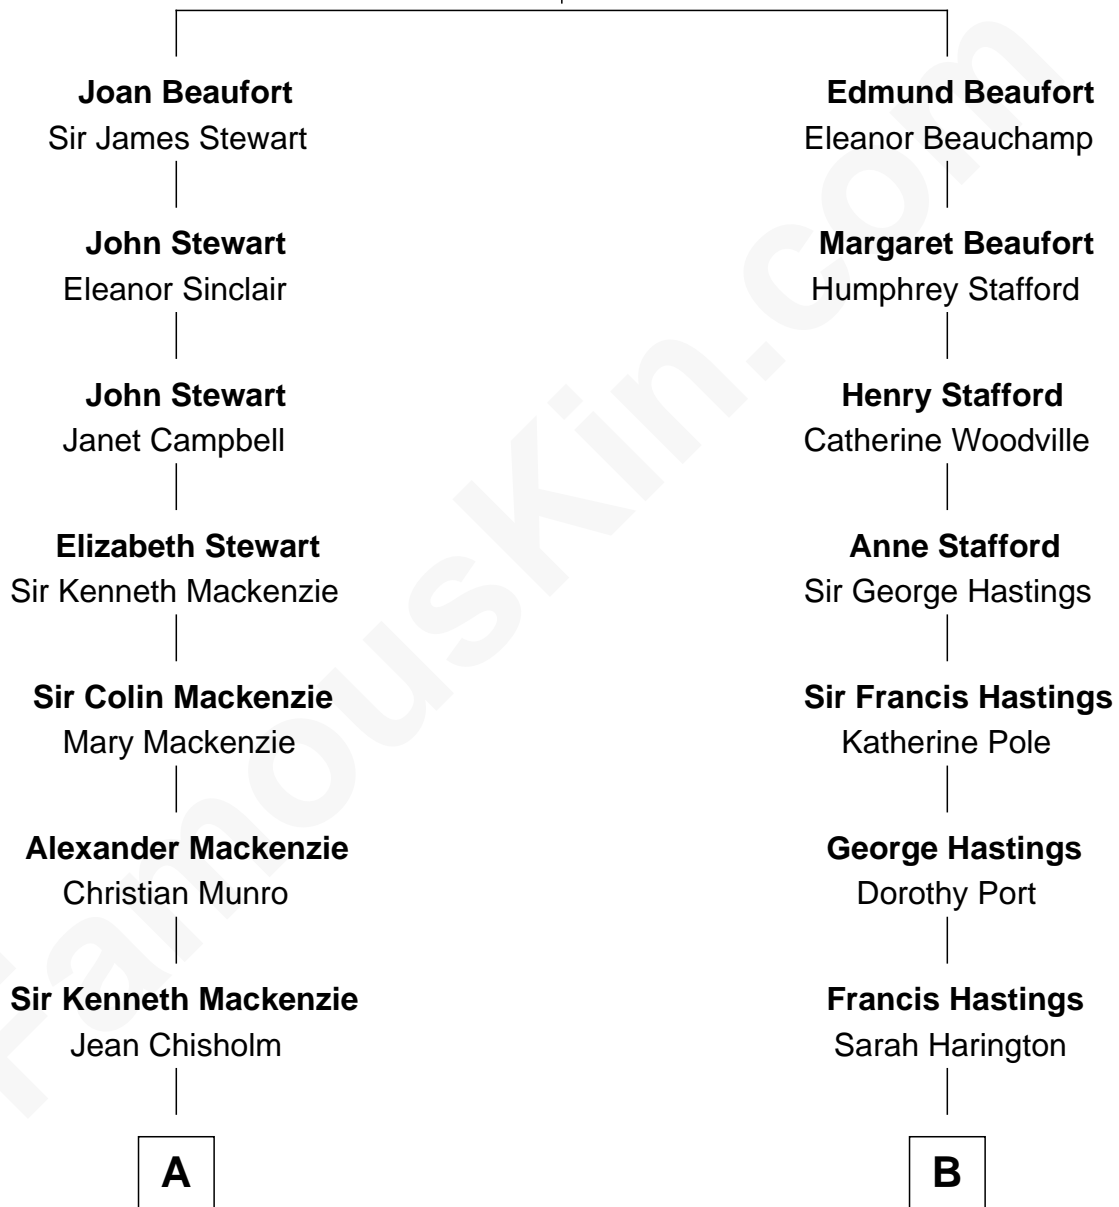 Joan Beaufort
Sir James Stewart
John Stewart
Eleanor Sinclair
John Stewart
Janet Campbell
Elizabeth Stewart
Sir Kenneth Mackenzie
Sir Colin Mackenzie
Mary Mackenzie
Alexander Mackenzie
Christian Munro
Sir Kenneth Mackenzie
Jean Chisholm
A
Edmund Beaufort
Eleanor Beauchamp
Margaret Beaufort
Humphrey Stafford
Henry Stafford
Catherine Woodville
Anne Stafford
Sir George Hastings
Sir Francis Hastings
Katherine Pole
George Hastings
Dorothy Port
Francis Hastings
Sarah Harington
B
FamousKin.com